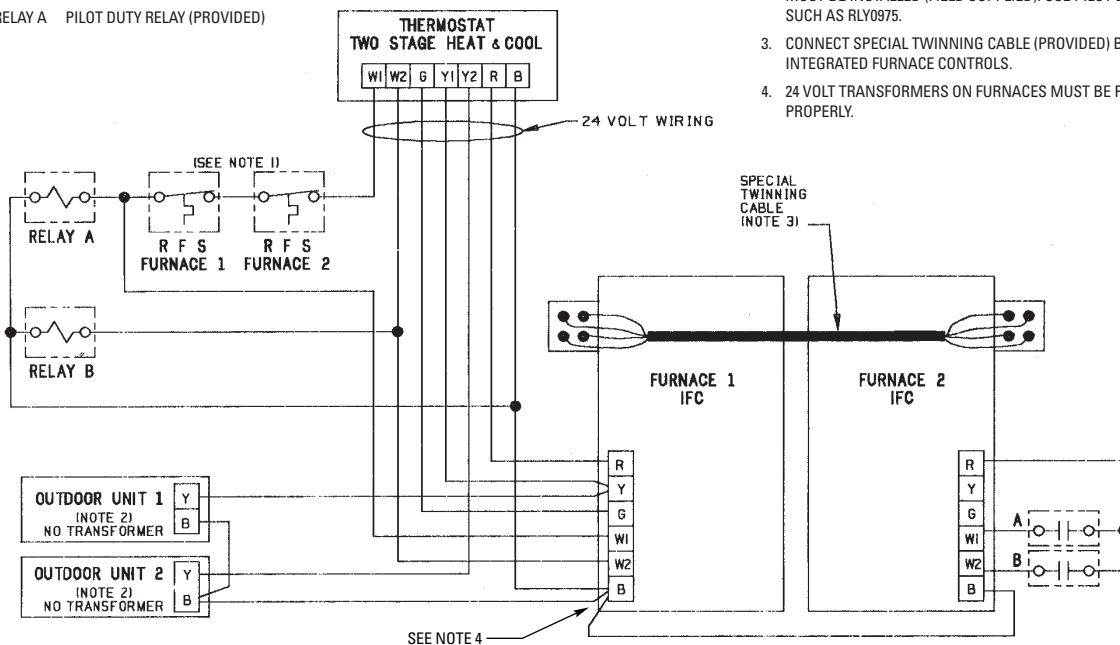 RELAY A PILOT DUTY RELAY (PROVIDED)
SUCH AS RLY0975.
3. CONNECT SPECIAL TWINNING CABLE (PROVIDED)
INTEGRATED FURNACE CONTROLS.
4. 24 VOLT TRANSFORMERS ON FURNACES MUST BE
PROPERLY.
THERMOSTAT
TWO STAGE HEAT & COOL
W1 W2 G Y1 Y2 R B
24 VOLT WIRING
(SEE NOTE 1)
RELAY A
R F S
FURNACE 1
R F S
FURNACE 2
SPECIAL
TWINNING
CABLE
(NOTE 3)
RELAY B
FURNACE 1
IFC
FURNACE 2
IFC
R
Y
G
W1
W2
B
R
Y
G
W1
W2
B
A
B
OUTDOOR UNIT 1
(NOTE 2)
NO TRANSFORMER
Y
B
OUTDOOR UNIT 2
(NOTE 2)
NO TRANSFORMER
Y
B
SEE NOTE 4